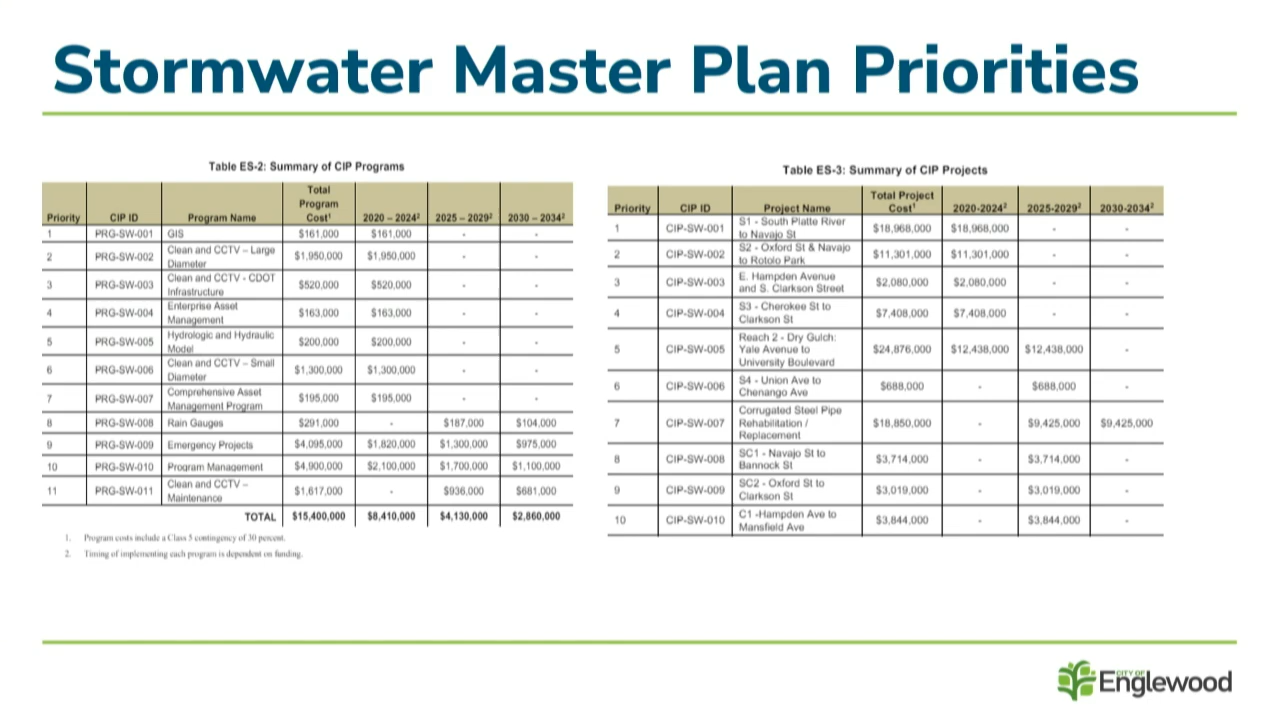 Stormwater Master Plan Priorities
Table ES-2: Summary of CIP Programs
Priority CIP ID Program Name Total Program Cost¹ 2020 – 2024² 2025 – 2029² 2030 – 2034²
1 PRG-SW-001 GIS $161,000 $161,000 - -
2 PRG-SW-002 Clean and CCTV – Large Diameter $1,950,000 $1,950,000 - -
3 PRG-SW-003 Clean and CCTV - CDOT Infrastructure $520,000 $520,000 - -
4 PRG-SW-004 Enterprise Asset Management $163,000 $163,000 - -
5 PRG-SW-005 Hydrologic and Hydraulic Model $200,000 $200,000 - -
6 PRG-SW-006 Clean and CCTV – Small Diameter $1,300,000 $1,300,000 - -
7 PRG-SW-007 Comprehensive Asset Management Program $195,000 $195,000 - -
8 PRG-SW-008 Rain Gauges $291,000 - $187,000 $104,000
9 PRG-SW-009 Emergency Projects $4,095,000 $1,820,000 $1,300,000 $975,000
10 PRG-SW-010 Program Management $4,900,000 $2,100,000 $1,700,000 $1,100,000
11 PRG-SW-011 Clean and CCTV – Maintenance $1,617,000 - $936,000 $681,000
TOTAL $15,400,000 $8,410,000 $4,130,000 $2,860,000
1. Program costs include a Class 5 contingency of 30 percent.
2. Timing of implementing each program is dependent on funding.
Table ES-3: Summary of CIP Projects
Priority CIP ID Project Name Total Project Cost¹ 2020-2024² 2025-2029² 2030-2034²
1 CIP-SW-001 S1 - South Platte River to Navajo St $18,968,000 $18,968,000 - -
2 CIP-SW-002 S2 - Oxford St & Navajo to Rotolo Park $11,301,000 $11,301,000 - -
3 CIP-SW-003 E. Hampden Avenue and S. Clarkson Street $2,080,000 $2,080,000 - -
4 CIP-SW-004 S3 - Cherokee St to Clarkson St $7,408,000 $7,408,000 - -
5 CIP-SW-005 Reach 2 - Dry Gulch: Yale Avenue to University Boulevard $24,876,000 $12,438,000 $12,438,000 -
6 CIP-SW-006 S4 - Union Ave to Chenango Ave $688,000 - $688,000 -
7 CIP-SW-007 Corrugated Steel Pipe Rehabilitation / Replacement $18,850,000 - $9,425,000 $9,425,000
8 CIP-SW-008 SC1 - Navajo St to Bannock St $3,714,000 - $3,714,000 -
9 CIP-SW-009 SC2 - Oxford St to Clarkson St $3,019,000 - $3,019,000 -
10 CIP-SW-010 C1 -Hampden Ave to Mansfield Ave $3,844,000 - $3,844,000 -
CITY OF
Englewood